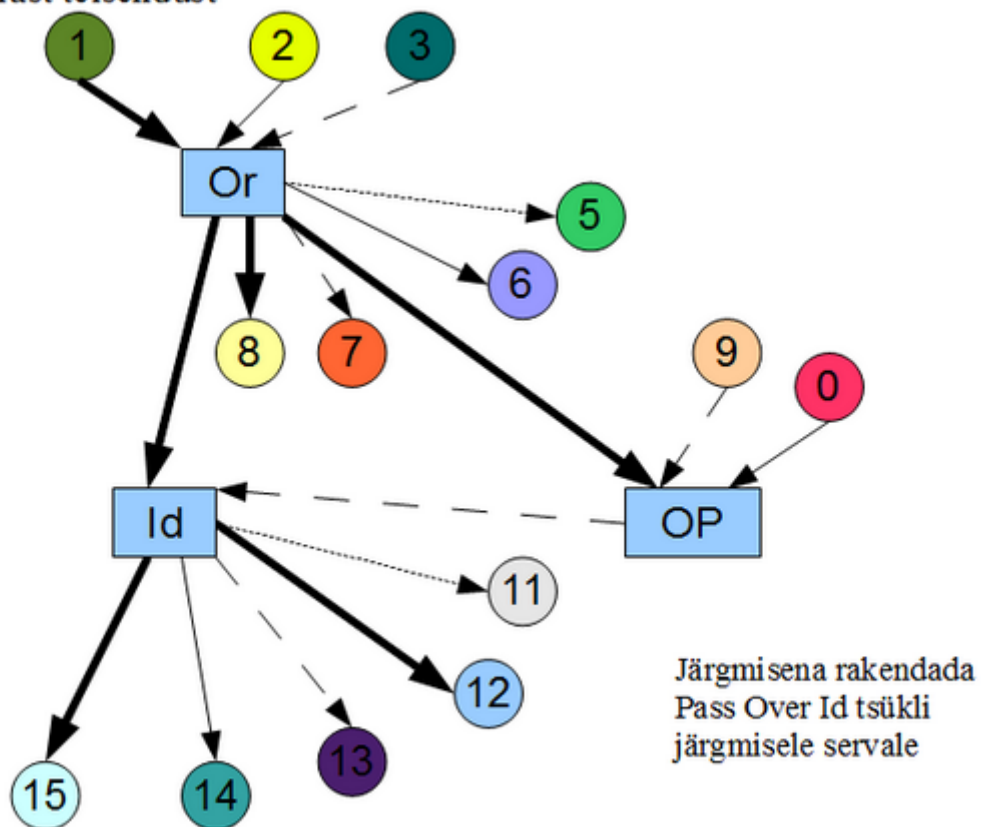 1 2 3
Or
5
6
8 7 9 0
Id OP
11
12
13
15 14
Järgmisena rakendada
Pass Over Id tsükli
järgmisele servale